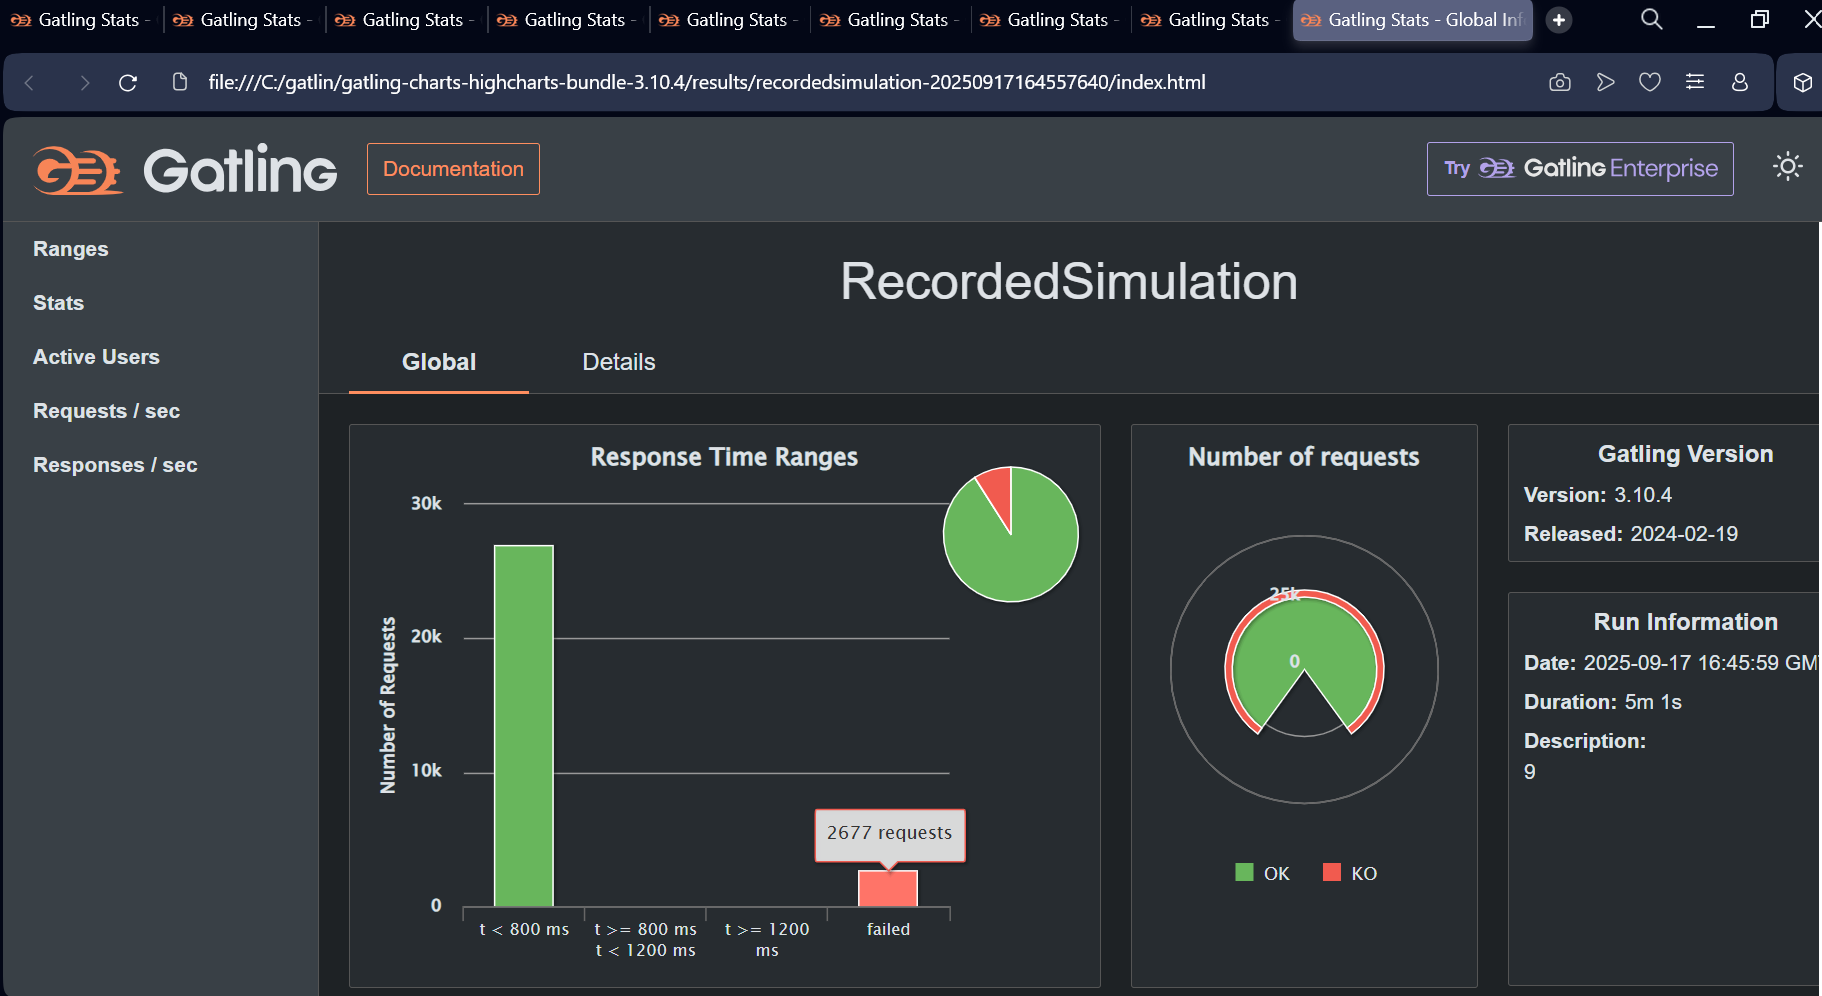 Gatling Stats -
Gatling Stats -
Gatling Stats -
Gatling Stats -
Gatling Stats -
Gatling Stats -
Gatling Stats -
Gatling Stats -
Gatling Stats - Global Inf
file:///C:/gatlin/gatling-charts-highcharts-bundle-3.10.4/results/recordedsimulation-20250917164557640/index.html
Gatling
Documentation
Try Gatling Enterprise
Ranges
Stats
Active Users
Requests / sec
Responses / sec
RecordedSimulation
Global
Details
Response Time Ranges
30k
20k
10k
0
Number of Requests
2677 requests
t < 800 ms
t >= 800 ms
t < 1200 ms
t >= 1200
ms
failed
Number of requests
25k
0
OK
KO
Gatling Version
Version: 3.10.4
Released: 2024-02-19
Run Information
Date: 2025-09-17 16:45:59 GM
Duration: 5m 1s
Description:
9